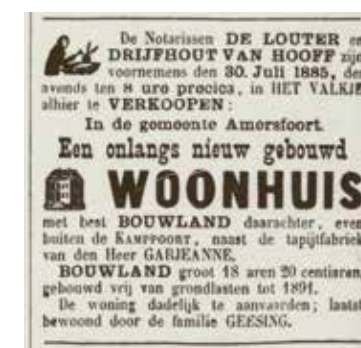 De Notarissen DE LOUTER en
DRIJFHOUT VAN HOOFF zijn
voornemens den 30. Juli 1885, des
avonds ten 8 ure precies, in HET VALKJE
alhier te VERKOOPEN:
In de gemeente Amersfoort.
Een onlangs nieuw gebouwd
WOONHUIS
met best BOUWLAND daarachter, even
buiten de KAMPPOORT, naast de tapijtfabriek
van den Heer GARJEANNE.
BOUWLAND groot 18 aren 20 centiaren,
gebouwd vrij van grondlasten tot 1891.
De woning dadelijk te aanvaarden; laatst
bewoond door de familie GEESING.